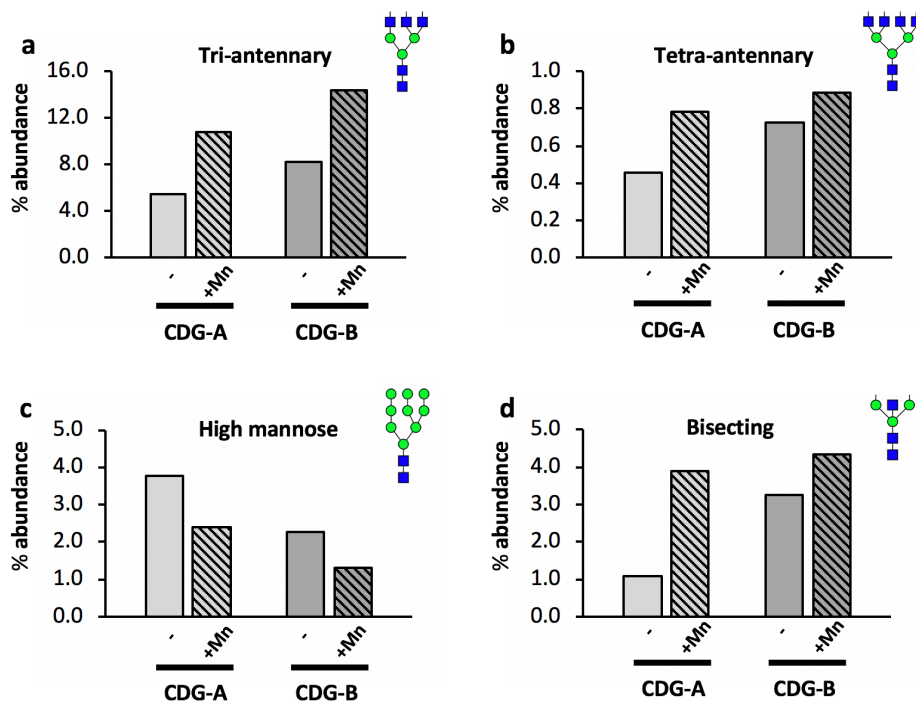 a
Tri-antennary
% abundance
16.0
12.0
8.0
4.0
0.0
-
+Mn
-
+Mn
CDG-A
CDG-B
b
Tetra-antennary
% abundance
1.0
0.8
0.6
0.4
0.2
0.0
-
+Mn
-
+Mn
CDG-A
CDG-B
c
High mannose
% abundance
5.0
4.0
3.0
2.0
1.0
0.0
-
+Mn
-
+Mn
CDG-A
CDG-B
d
Bisecting
% abundance
5.0
4.0
3.0
2.0
1.0
0.0
-
+Mn
-
+Mn
CDG-A
CDG-B